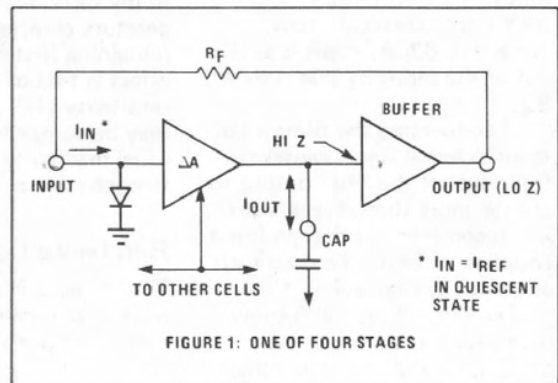 RF
BUFFER
IIN*
ΔA
HI Z
INPUT
OUTPUT (LO Z)
IOUT
CAP
* IIN = IREF
IN QUIESCENT
STATE
TO OTHER CELLS
FIGURE 1: ONE OF FOUR STAGES